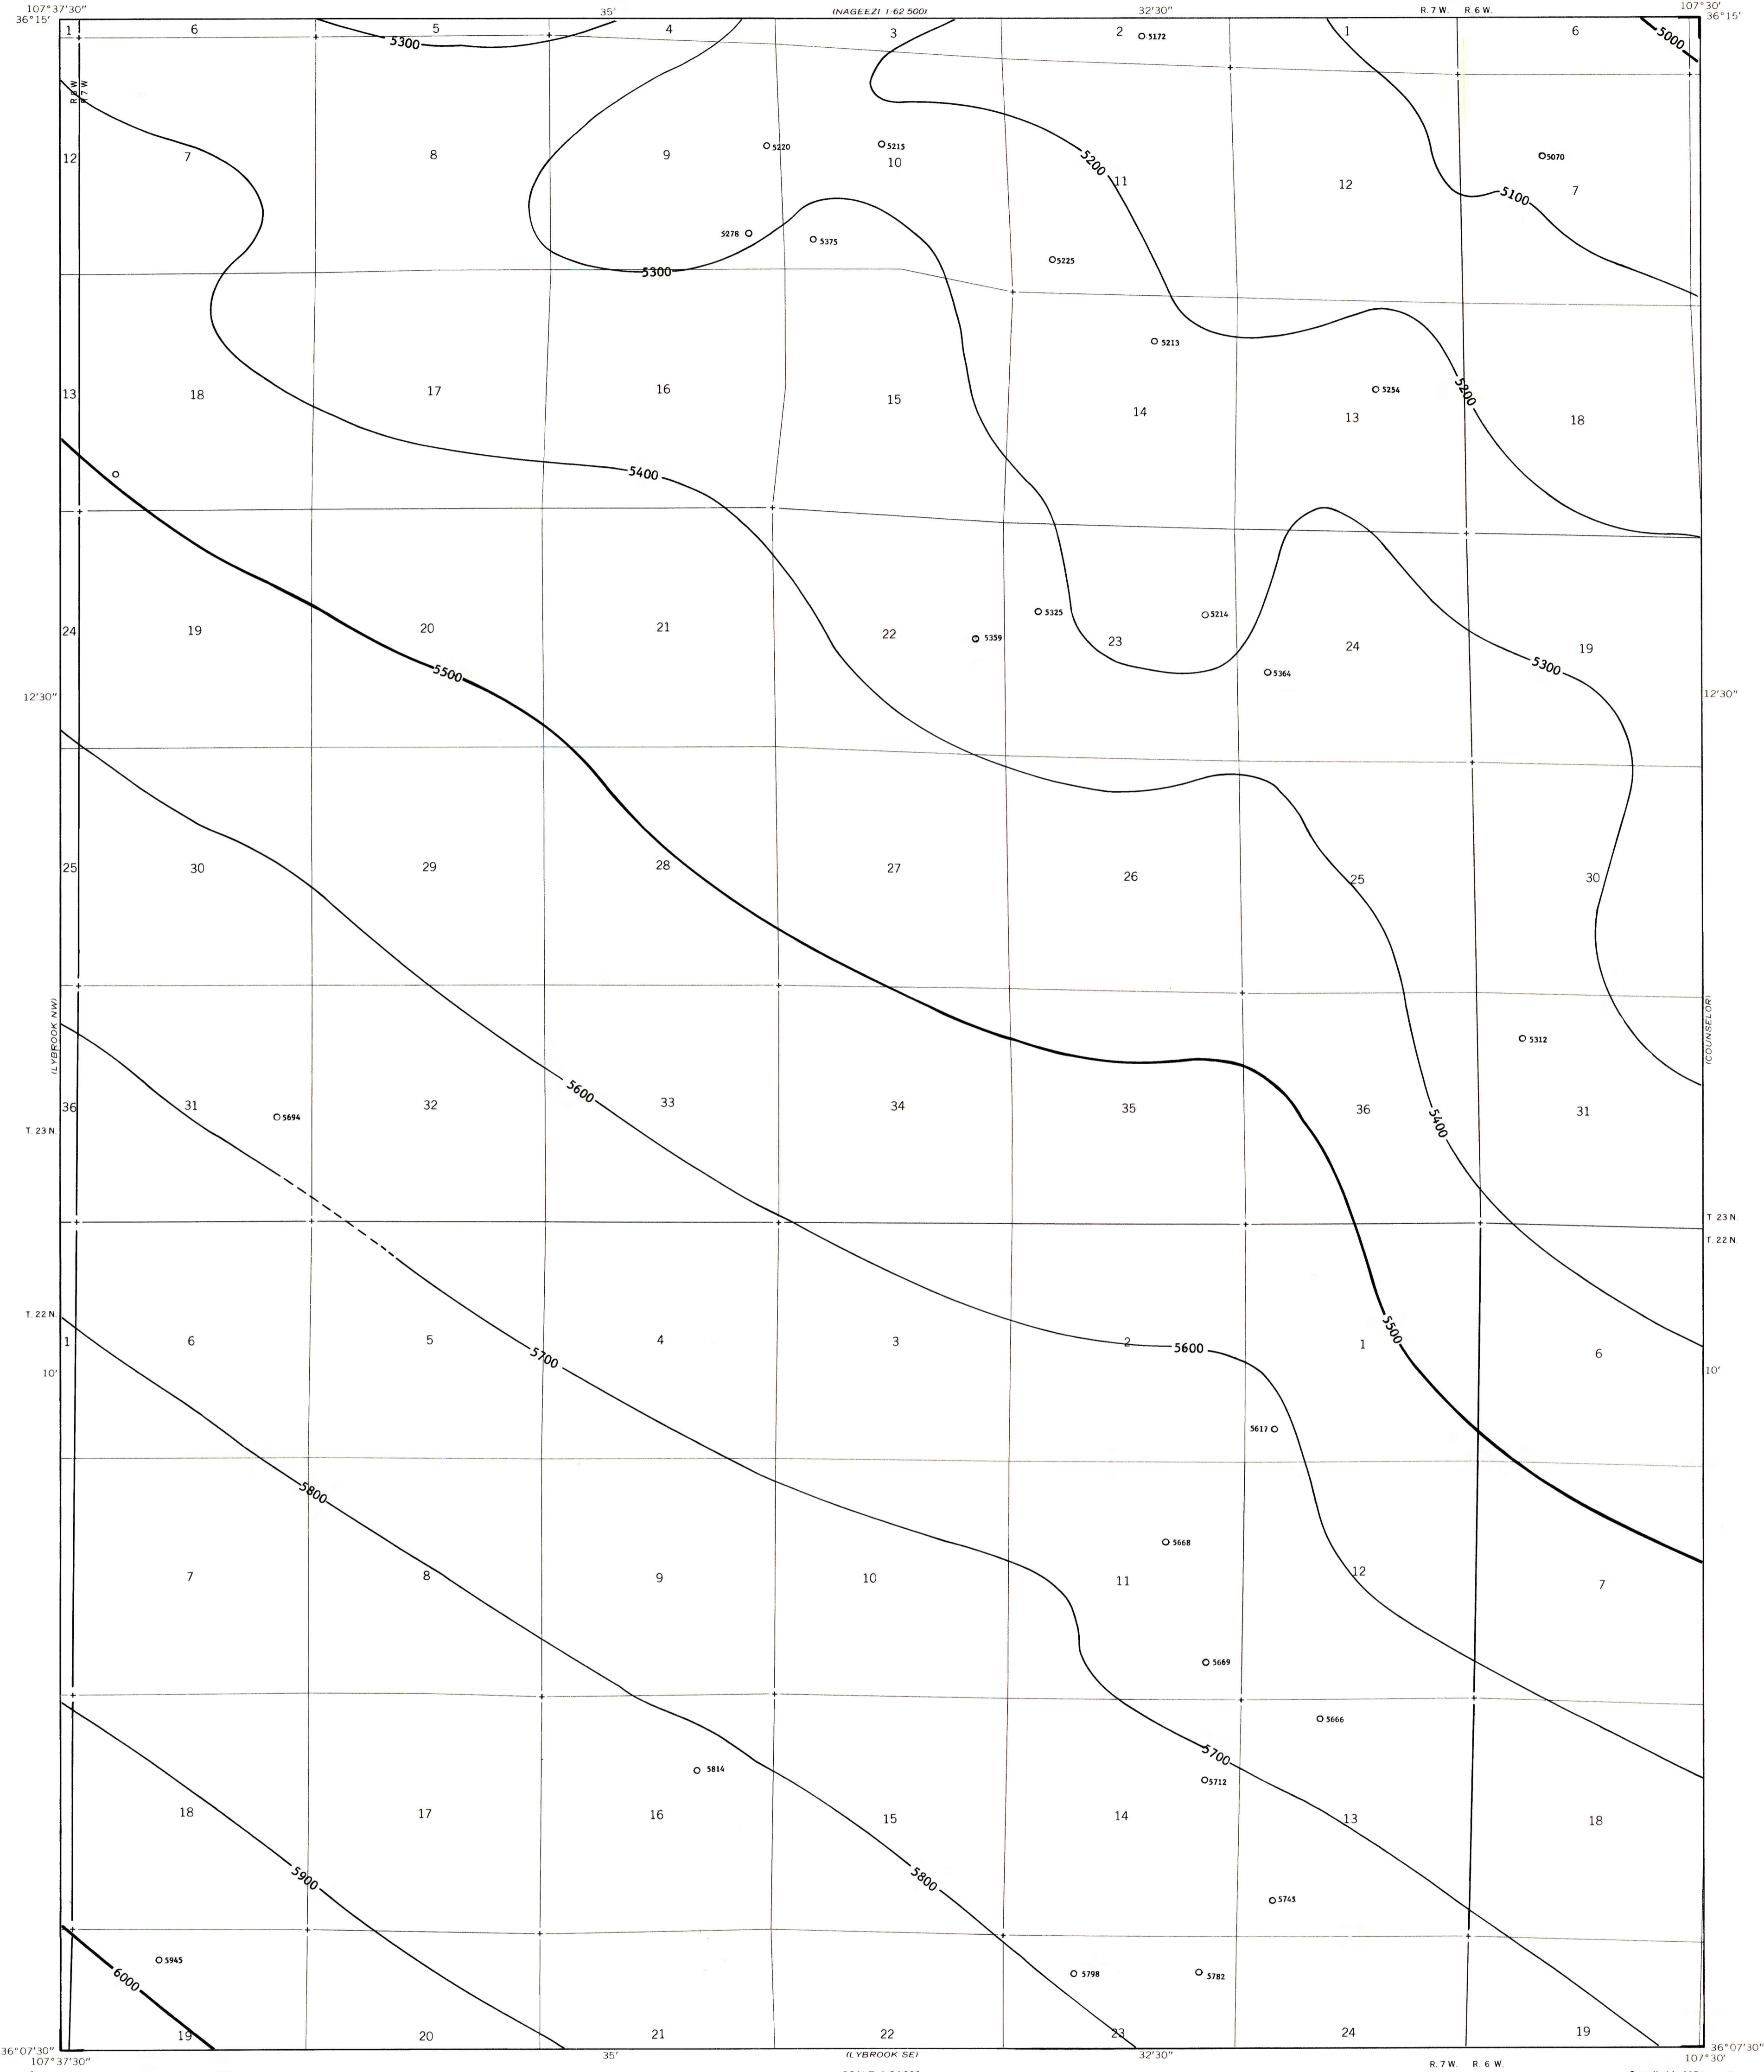 107°37'30" 35' (NAGEEZI 1:62 500) 32'30" R. 7 W. R. 6 W. 107°30'
36°15' 36°15'
1 6 5 4 3 2 5172 1 6 5000
5300
R 8 W
R 7 W
12 7 8 9 5220 5215 10 5200 11 12 5070 7
5100
5278 5375 5225
5300
5213
13 18 17 16 15 14 5254 13 5200 18
5400
24 19 20 21 22 5359 5325 23 5214 24 19
5500 5364 5300
12'30" 12'30"
25 30 29 28 27 26 25 30
(LYBROOK NW) (COUNSELOR)
5312
36 31 5694 32 5600 33 34 35 36 5400 31
T. 23 N.
T 23 N.
T. 22 N.
T. 22 N.
1 6 5 4 3 2 5600 1 5500 6
5700
10' 10'
5617
5800
5668
7 8 9 10 11 12 7
5669
5666
5700
5814 5712
18 17 16 15 14 13 18
5900 5800 5745
5945 5798 5782
6000
19 20 21 22 23 24 19
36°07'30" 36°07'30"
107°37'30" 35' (LYBROOK SE) 32'30" 107°30'
R. 7 W. R. 6 W.